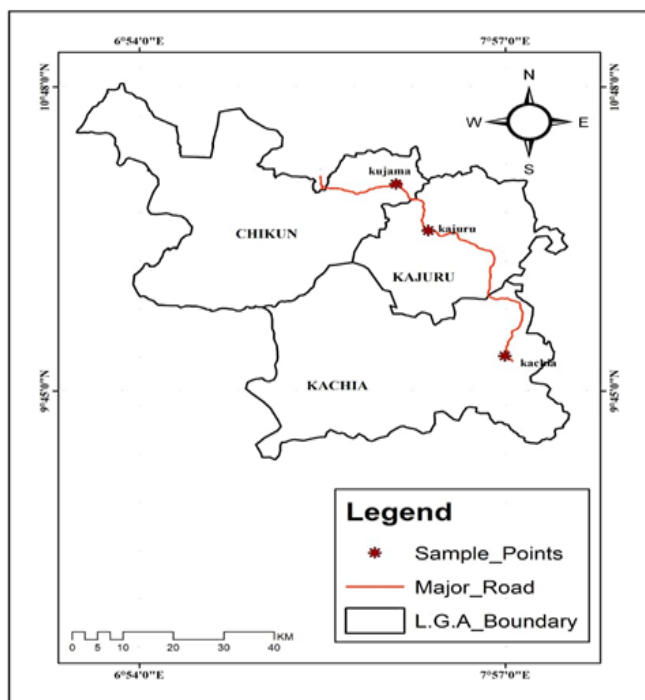 6°54'0"E
7°57'0"E
10°48'0"N
10°48'0"N
N
W
E
S
kujama
CHIKUN
kajuru
KAJURU
kachia
KACHIA
9°45'0"N
9°45'0"N
Legend
Sample_Points
Major_Road
L.G.A_Boundary
KM
0 5 10 20 30 40
6°54'0"E
7°57'0"E